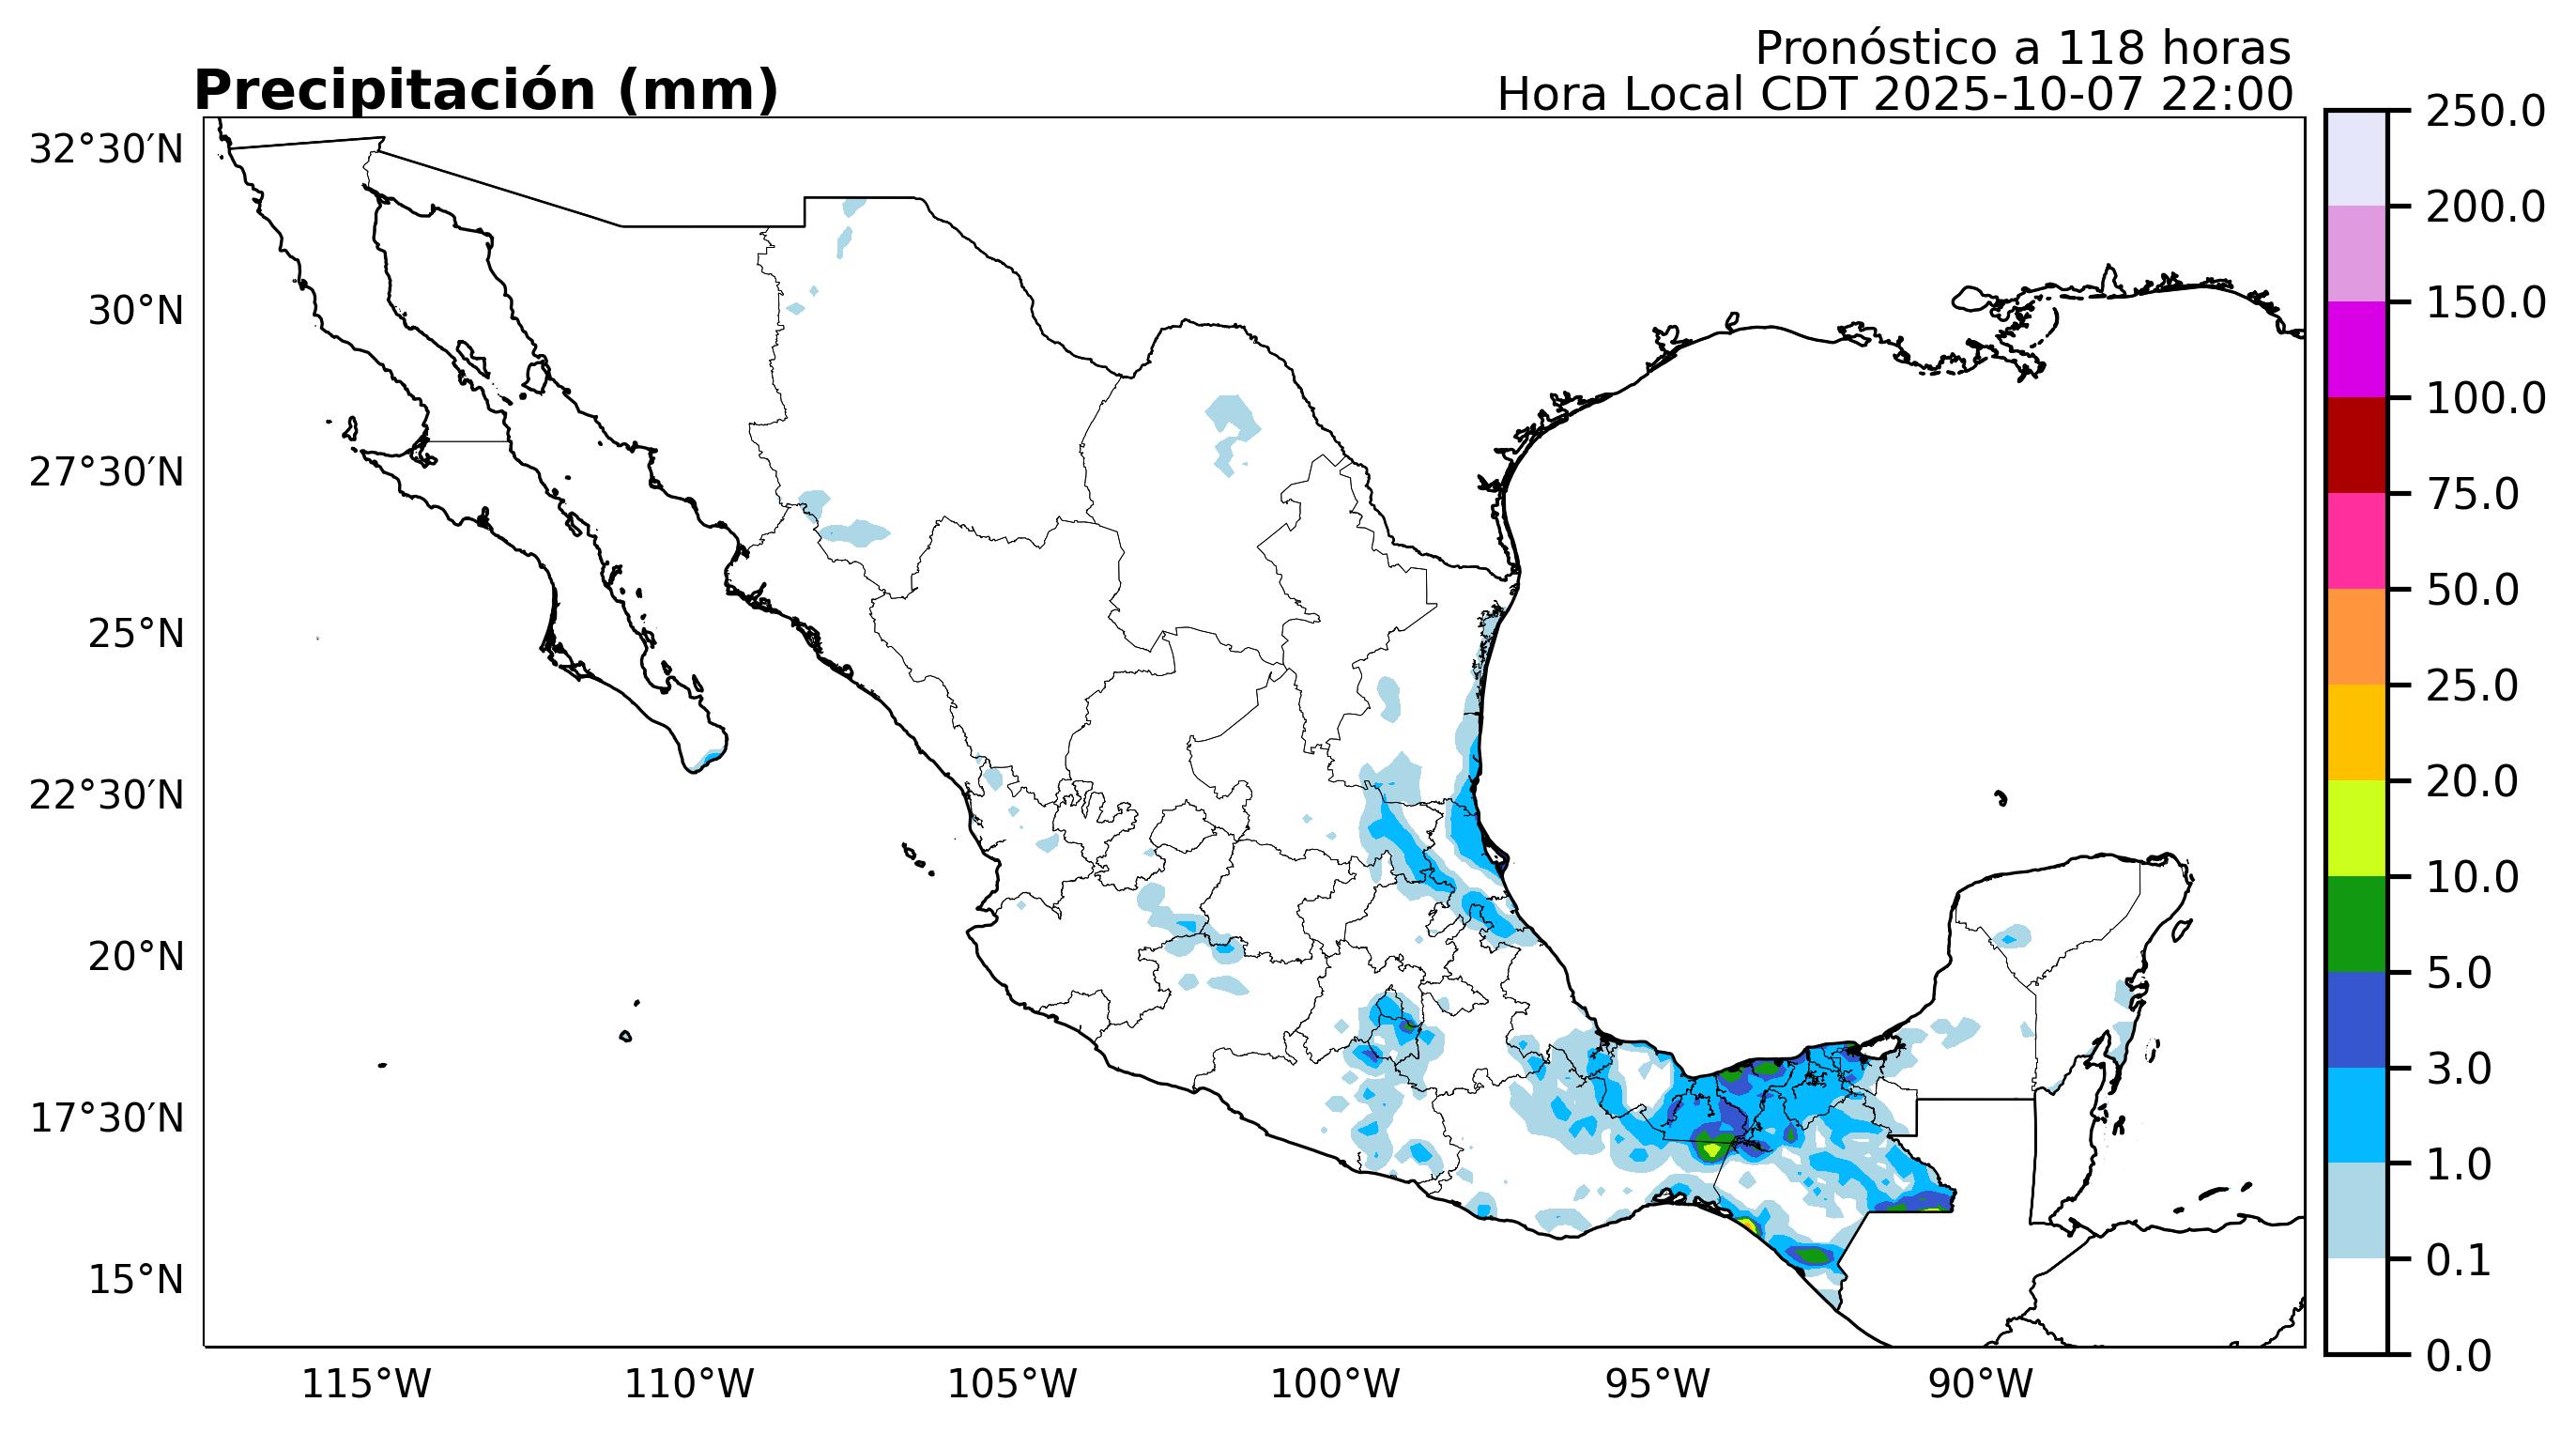 Pronóstico a 118 horas
Precipitación (mm)
Hora Local CDT 2025-10-07 22:00
32°30′N
30°N
27°30′N
25°N
22°30′N
20°N
17°30′N
15°N
115°W
110°W
105°W
100°W
95°W
90°W
250.0
200.0
150.0
100.0
75.0
50.0
25.0
20.0
10.0
5.0
3.0
1.0
0.1
0.0